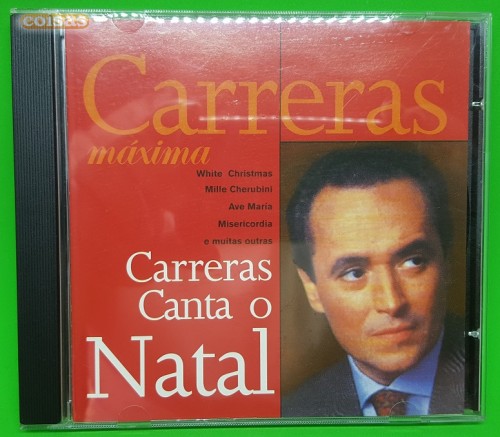 coisas
Carreras
máxima
White Christmas
Mille Cherubini
Ave Maria
Misericordia
e muitas outras
Carreras
Canta o
Natal